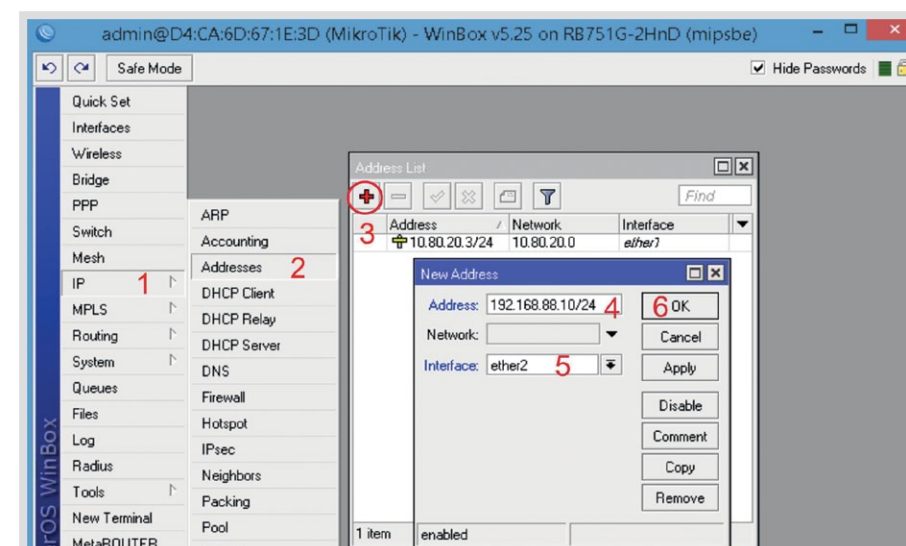 admin@D4:CA:6D:67:1E:3D (MikroTik) - WinBox v5.25 on RB751G-2HnD (mipsbe)
Safe Mode
Hide Passwords
Quick Set
Interfaces
Wireless
Bridge
PPP
Switch
Mesh
IP 1
MPLS
Routing
System
Queues
Files
Log
Radius
Tools
New Terminal
MetaROUTER
rOS WinBox
ARP
Accounting
Addresses 2
DHCP Client
DHCP Relay
DHCP Server
DNS
Firewall
Hotspot
IPsec
Neighbors
Packing
Pool
Address List
Find
3
Address Network Interface
10.80.20.3/24 10.80.20.0 ether1
New Address
Address: 192.168.88.10/24 4
Network:
Interface: ether2 5
6 OK
Cancel
Apply
Disable
Comment
Copy
Remove
1 item
enabled